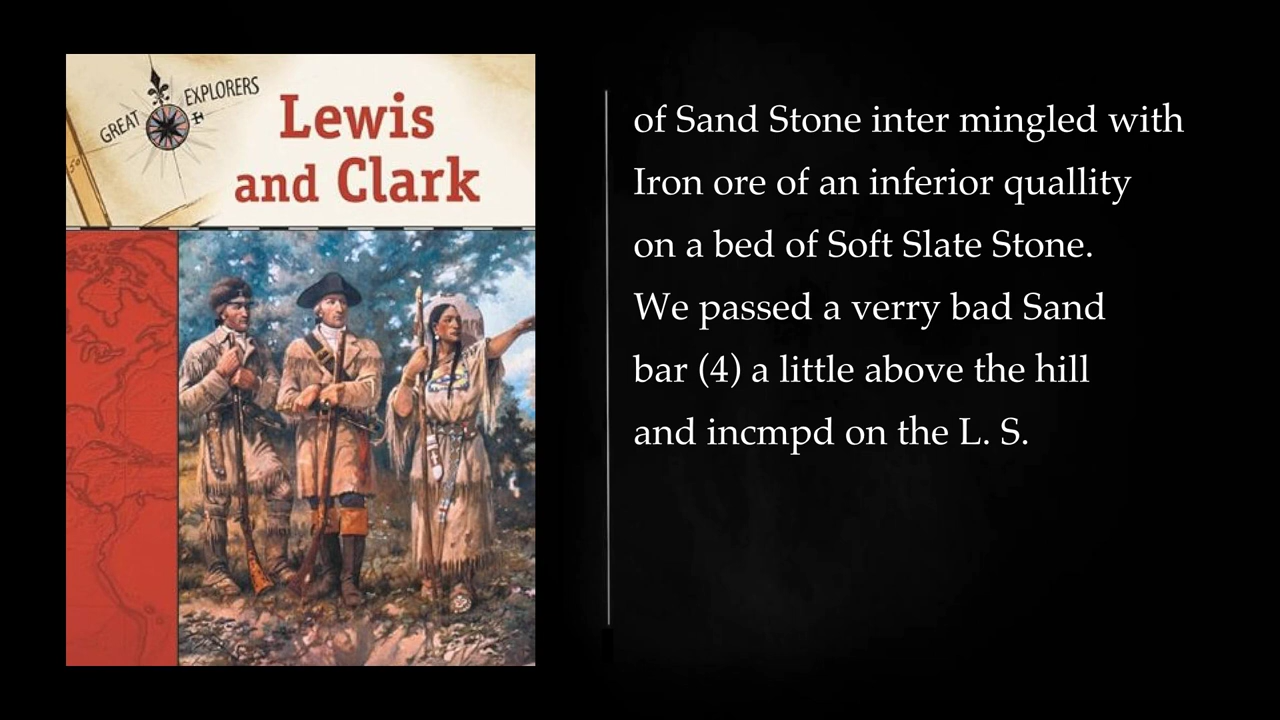 GREAT EXPLORERS
Lewis
and Clark
50
of Sand Stone inter mingled with
Iron ore of an inferior quallity
on a bed of Soft Slate Stone.
We passed a verry bad Sand
bar (4) a little above the hill
and incmpd on the L. S.